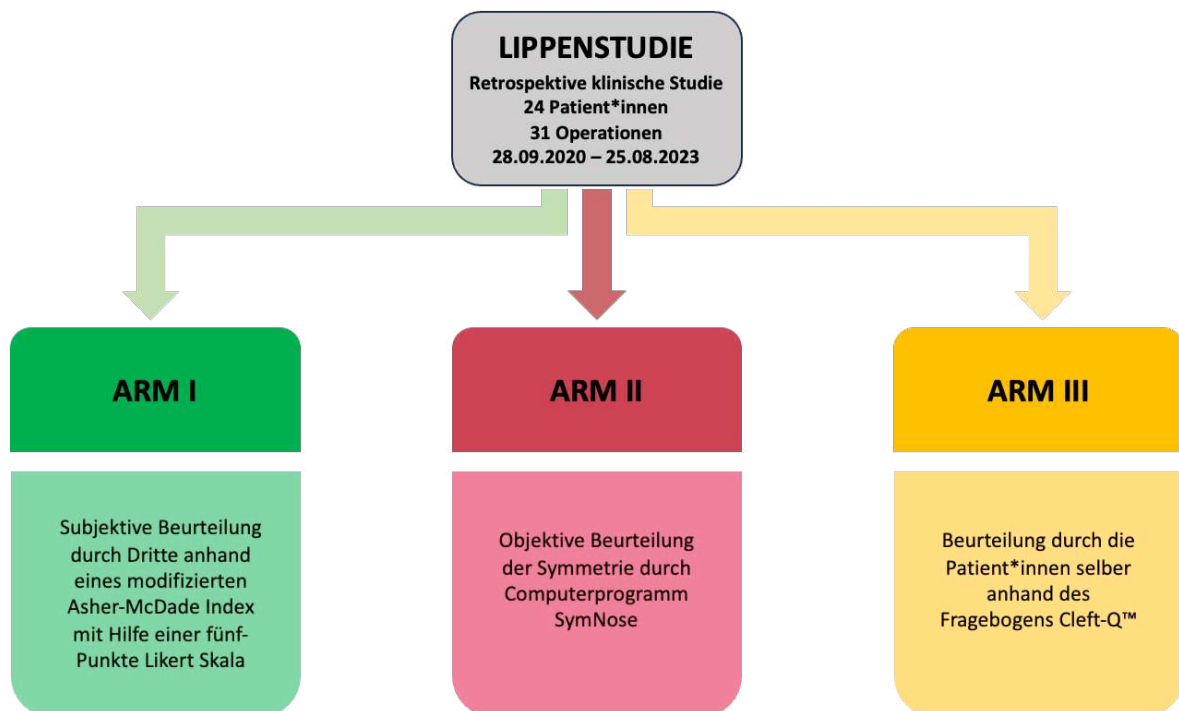 LIPPENSTUDIE
Retrospektive klinische Studie
24 Patient*innen
31 Operationen
28.09.2020 – 25.08.2023
ARM I
Subjektive Beurteilung
durch Dritte anhand
eines modifizierten
Asher-McDade Index
mit Hilfe einer fünf-
Punkte Likert Skala
ARM II
Objektive Beurteilung
der Symmetrie durch
Computerprogramm
SymNose
ARM III
Beurteilung durch die
Patient*innen selber
anhand des
Fragebogens Cleft-Q™